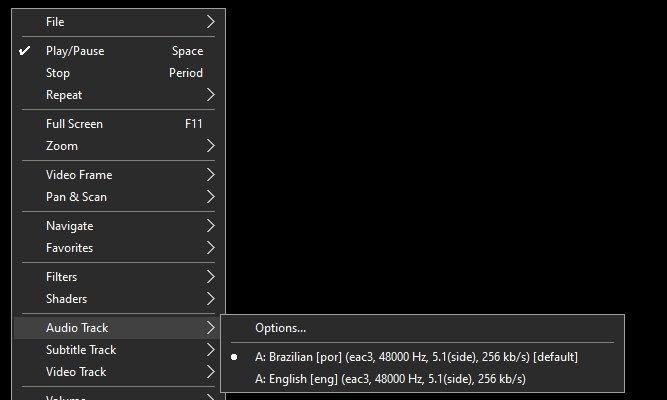 File
Play/Pause Space
Stop Period
Repeat
Full Screen F11
Zoom
Video Frame
Pan & Scan
Navigate
Favorites
Filters
Shaders
Audio Track
Options...
Subtitle Track
A: Brazilian [por] (eac3, 48000 Hz, 5.1(side), 256 kb/s) [default]
Video Track
A: English [eng] (eac3, 48000 Hz, 5.1(side), 256 kb/s)
Volume